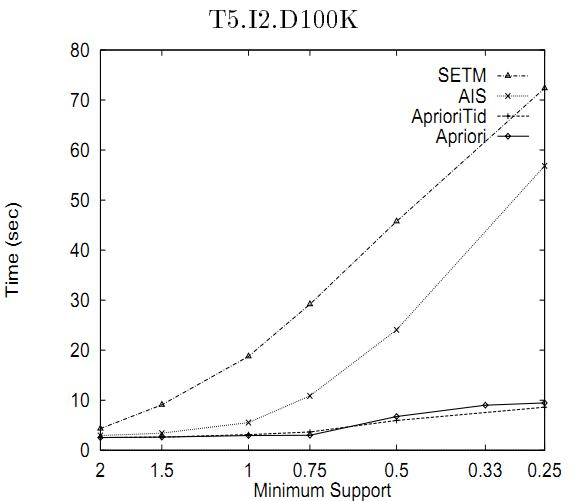 T5.I2.D100K
80
70
60
50
40
30
20
10
0
Time (sec)
SETM
AIS
AprioriTid
Apriori
2 1.5 1 0.75 0.5 0.33 0.25
Minimum Support